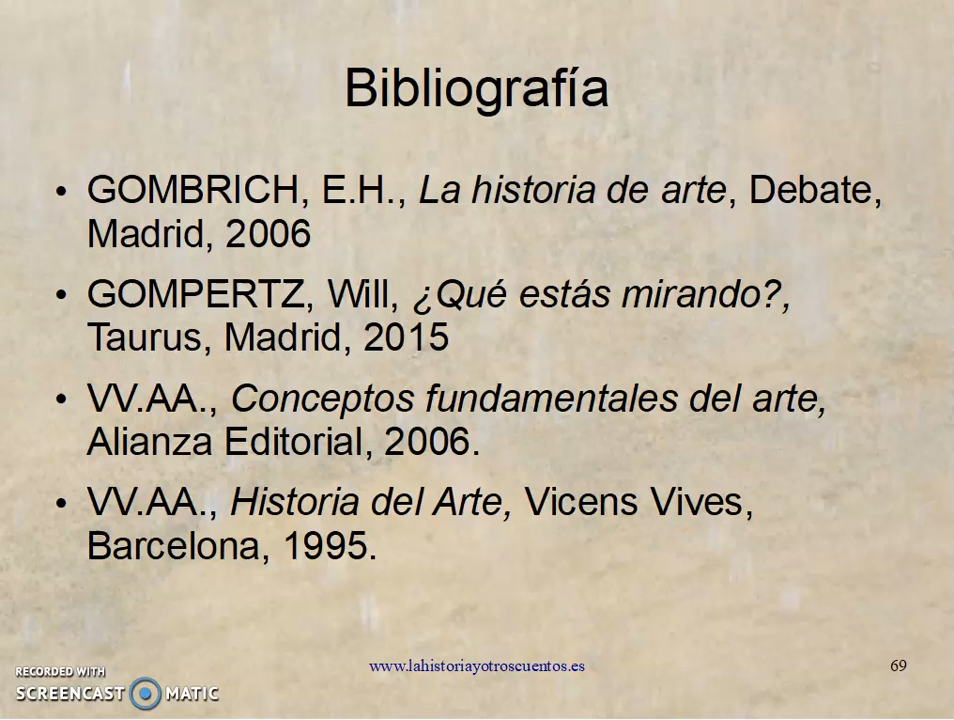 Bibliografía
• GOMBRICH, E.H., La historia de arte, Debate,
Madrid, 2006
• GOMPERTZ, Will, ¿Qué estás mirando?,
Taurus, Madrid, 2015
• VV.AA., Conceptos fundamentales del arte,
Alianza Editorial, 2006.
• VV.AA., Historia del Arte, Vicens Vives,
Barcelona, 1995.
RECORDED WITH
SCREENCAST MATIC
www.lahistoriayotroscuentos.es
69